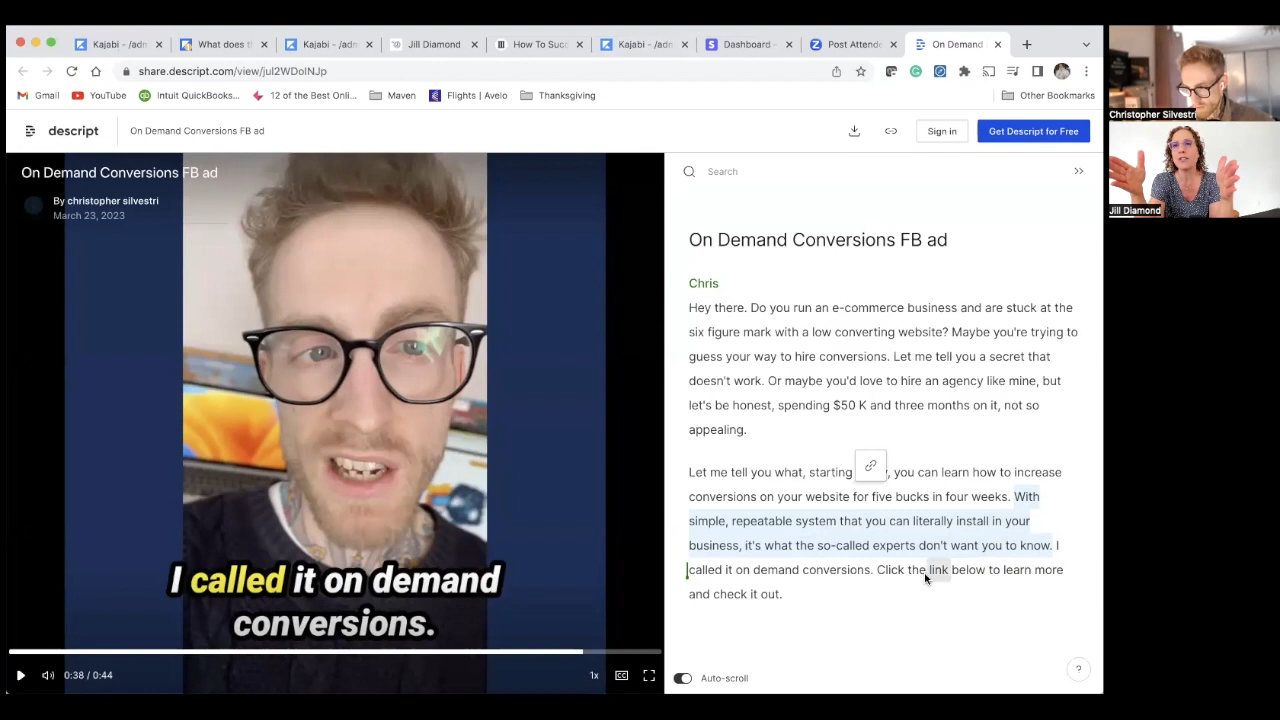 Kajabi - /adn
What does th
Kajabi - /adn
Jill Diamond
How To Succ
Kajabi - /adn
Dashboard -
Post Attende
On Demand
share.descript.com/view/jul2WDolNJp
Gmail
YouTube
Intuit QuickBooks...
12 of the Best Onli...
Maven
Flights | Avelo
Thanksgiving
Other Bookmarks
descript
On Demand Conversions FB ad
Sign in
Get Descript for Free
On Demand Conversions FB ad
By christopher silvestri
March 23, 2023
I called it on demand
conversions.
0:38 / 0:44
1x
CC
Search
On Demand Conversions FB ad
Chris
Hey there. Do you run an e-commerce business and are stuck at the
six figure mark with a low converting website? Maybe you're trying to
guess your way to hire conversions. Let me tell you a secret that
doesn't work. Or maybe you'd love to hire an agency like mine, but
let's be honest, spending $50 K and three months on it, not so
appealing.
Let me tell you what, starting , you can learn how to increase
conversions on your website for five bucks in four weeks. With
simple, repeatable system that you can literally install in your
business, it's what the so-called experts don't want you to know. I
called it on demand conversions. Click the link below to learn more
and check it out.
Auto-scroll
?
Christopher Silvestri
Jill Diamond